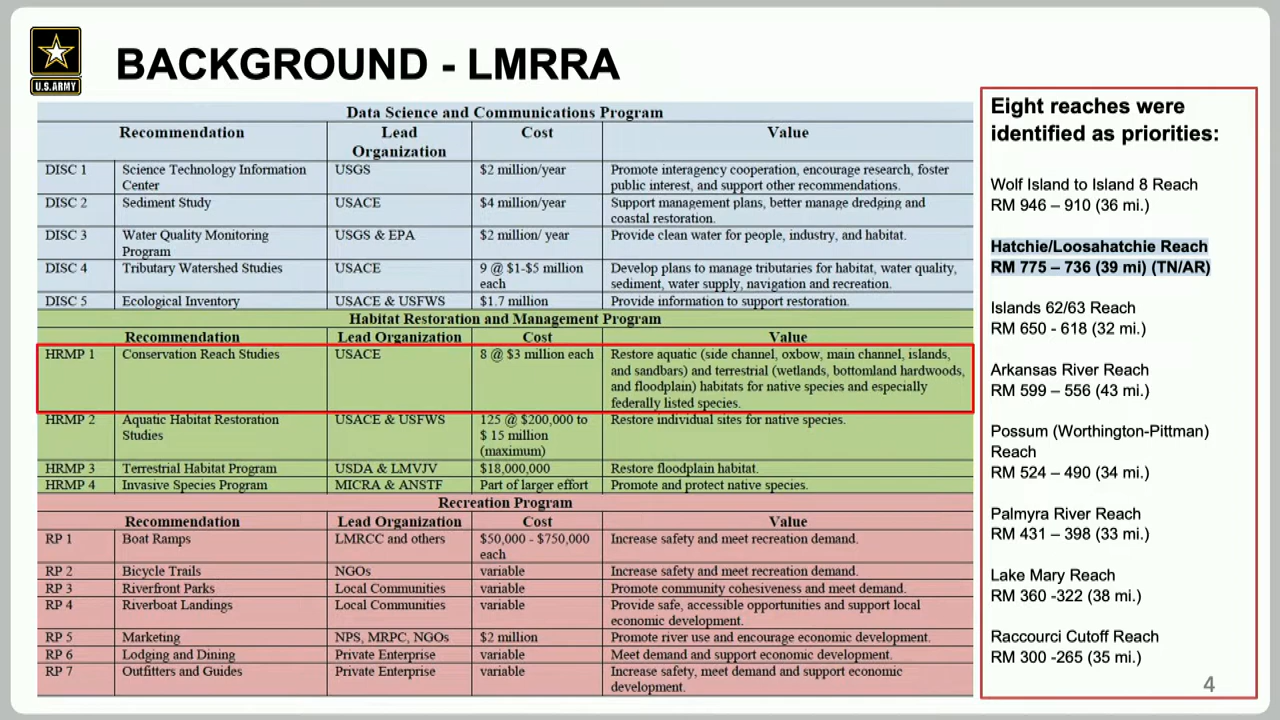 U.S.ARMY
BACKGROUND - LMRRA
Data Science and Communications Program
Recommendation Lead Organization Cost Value
DISC 1 Science Technology Information Center USGS $2 million/year Promote interagency cooperation, encourage research, foster public interest, and support other recommendations.
DISC 2 Sediment Study USACE $4 million/year Support management plans, better manage dredging and coastal restoration.
DISC 3 Water Quality Monitoring Program USGS & EPA $2 million/ year Provide clean water for people, industry, and habitat.
DISC 4 Tributary Watershed Studies USACE 9 @ $1-$5 million each Develop plans to manage tributaries for habitat, water quality, sediment, water supply, navigation and recreation.
DISC 5 Ecological Inventory USACE & USFWS $1.7 million Provide information to support restoration.
Habitat Restoration and Management Program
Recommendation Lead Organization Cost Value
HRMP 1 Conservation Reach Studies USACE 8 @ $3 million each Restore aquatic (side channel, oxbow, main channel, islands, and sandbars) and terrestrial (wetlands, bottomland hardwoods, and floodplain) habitats for native species and especially federally listed species.
HRMP 2 Aquatic Habitat Restoration Studies USACE & USFWS 125 @ $200,000 to $ 15 million (maximum) Restore individual sites for native species.
HRMP 3 Terrestrial Habitat Program USDA & LMVJV $18,000,000 Restore floodplain habitat.
HRMP 4 Invasive Species Program MICRA & ANSTF Part of larger effort Promote and protect native species.
Recreation Program
Recommendation Lead Organization Cost Value
RP 1 Boat Ramps LMRCC and others $50,000 - $750,000 each Increase safety and meet recreation demand.
RP 2 Bicycle Trails NGOs variable Increase safety and meet recreation demand.
RP 3 Riverfront Parks Local Communities variable Promote community cohesiveness and meet demand.
RP 4 Riverboat Landings Local Communities variable Provide safe, accessible opportunities and support local economic development.
RP 5 Marketing NPS, MRPC, NGOs $2 million Promote river use and encourage economic development.
RP 6 Lodging and Dining Private Enterprise variable Meet demand and support economic development.
RP 7 Outfitters and Guides Private Enterprise variable Increase safety, meet demand and support economic development.
Eight reaches were
identified as priorities:
Wolf Island to Island 8 Reach
RM 946 – 910 (36 mi.)
Hatchie/Loosahatchie Reach
RM 775 – 736 (39 mi) (TN/AR)
Islands 62/63 Reach
RM 650 - 618 (32 mi.)
Arkansas River Reach
RM 599 – 556 (43 mi.)
Possum (Worthington-Pittman)
Reach
RM 524 – 490 (34 mi.)
Palmyra River Reach
RM 431 – 398 (33 mi.)
Lake Mary Reach
RM 360 -322 (38 mi.)
Raccourci Cutoff Reach
RM 300 -265 (35 mi.)
4